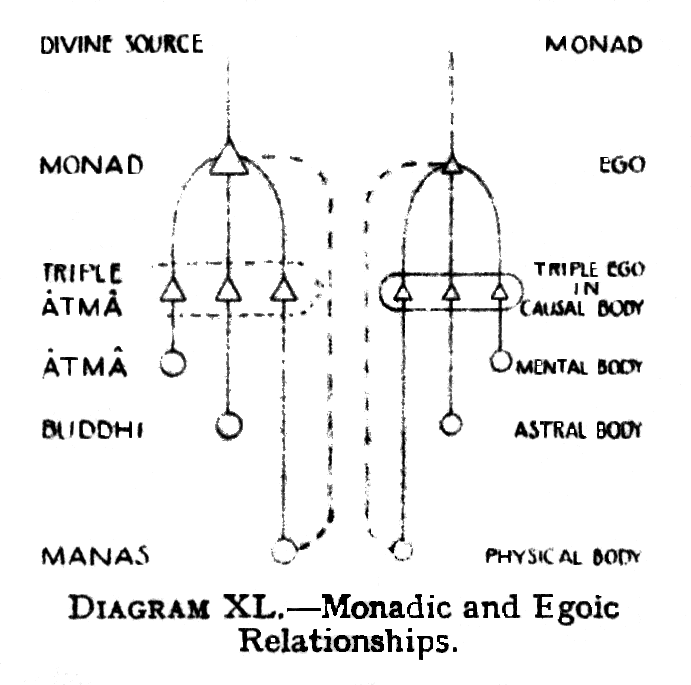 DIVINE SOURCE
MONAD
TRIPLE
ÂTMÂ
ÂTMÂ
BUDDHI
MANAS
MONAD
EGO
TRIPLE EGO
IN
CAUSAL BODY
MENTAL BODY
ASTRAL BODY
PHYSICAL BODY
DIAGRAM XL.—Monadic and Egoic
Relationships.